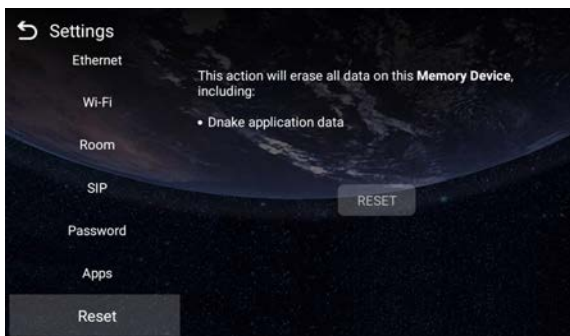 Settings
Ethernet
Wi-Fi
Room
SIP
Password
Apps
Reset
This action will erase all data on this Memory Device,
including:
• Dnake application data
RESET